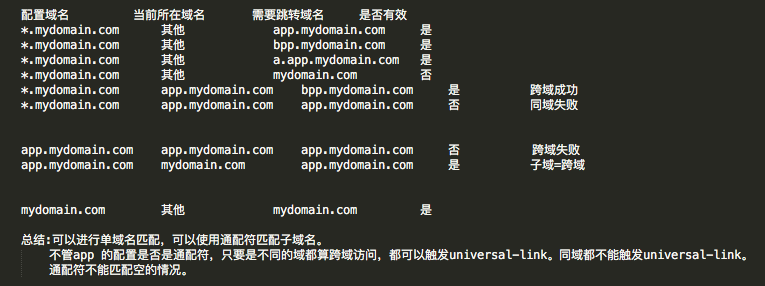 配置域名 当前所在域名 需要跳转域名 是否有效
*.mydomain.com 其他 app.mydomain.com 是
*.mydomain.com 其他 bpp.mydomain.com 是
*.mydomain.com 其他 a.app.mydomain.com 是
*.mydomain.com 其他 mydomain.com 否
*.mydomain.com app.mydomain.com bpp.mydomain.com 是 跨域成功
*.mydomain.com app.mydomain.com app.mydomain.com 否 同域失败
app.mydomain.com app.mydomain.com app.mydomain.com 否 跨域失败
app.mydomain.com mydomain.com app.mydomain.com 是 子域=跨域
mydomain.com 其他 mydomain.com 是
总结:可以进行单域名匹配，可以使用通配符匹配子域名。
不管app 的配置是否是通配符，只要是不同的域都算跨域访问，都可以触发universal-link。同域都不能触发universal-link。
通配符不能匹配空的情况。